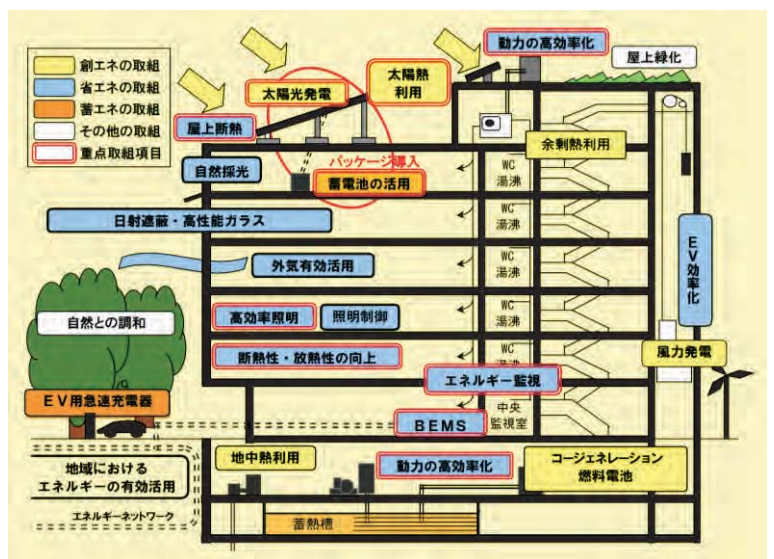 創エネの取組
省エネの取組
蓄エネの取組
その他の取組
重点取組項目
動力の高効率化
屋上緑化
太陽光発電
太陽熱
利用
屋上断熱
余剰熱利用
パッケージ導入
自然採光
蓄電池の活用
WC
湯沸
日射遮蔽・高性能ガラス
WC
湯沸
外気有効活用
WC
湯沸
EV効率化
自然との調和
高効率照明
照明制御
WC
湯沸
断熱性・放熱性の向上
WC
湯沸
風力発電
エネルギー監視
EV用急速充電器
BEMS
中央
監視室
地域における
エネルギーの有効活用
地中熱利用
動力の高効率化
コージェネレーション
燃料電池
エネルギーネットワーク
蓄熱槽